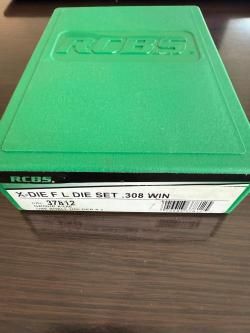 RCBS.
RCBS.
X-DIE F L DIE SET .308 WIN
37812